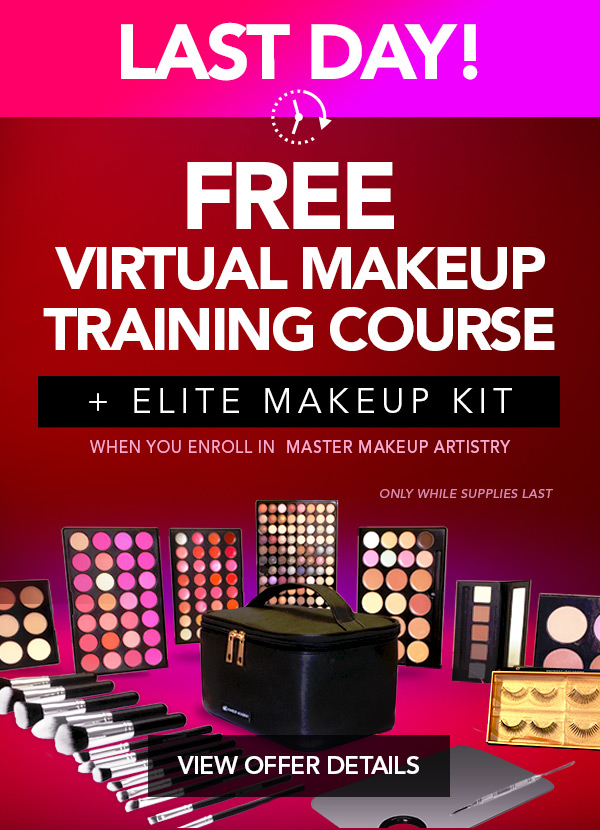 LAST DAY!
FREE
VIRTUAL MAKEUP
TRAINING COURSE
+ ELITE MAKEUP KIT
WHEN YOU ENROLL IN MASTER MAKEUP ARTISTRY
ONLY WHILE SUPPLIES LAST
VIEW OFFER DETAILS